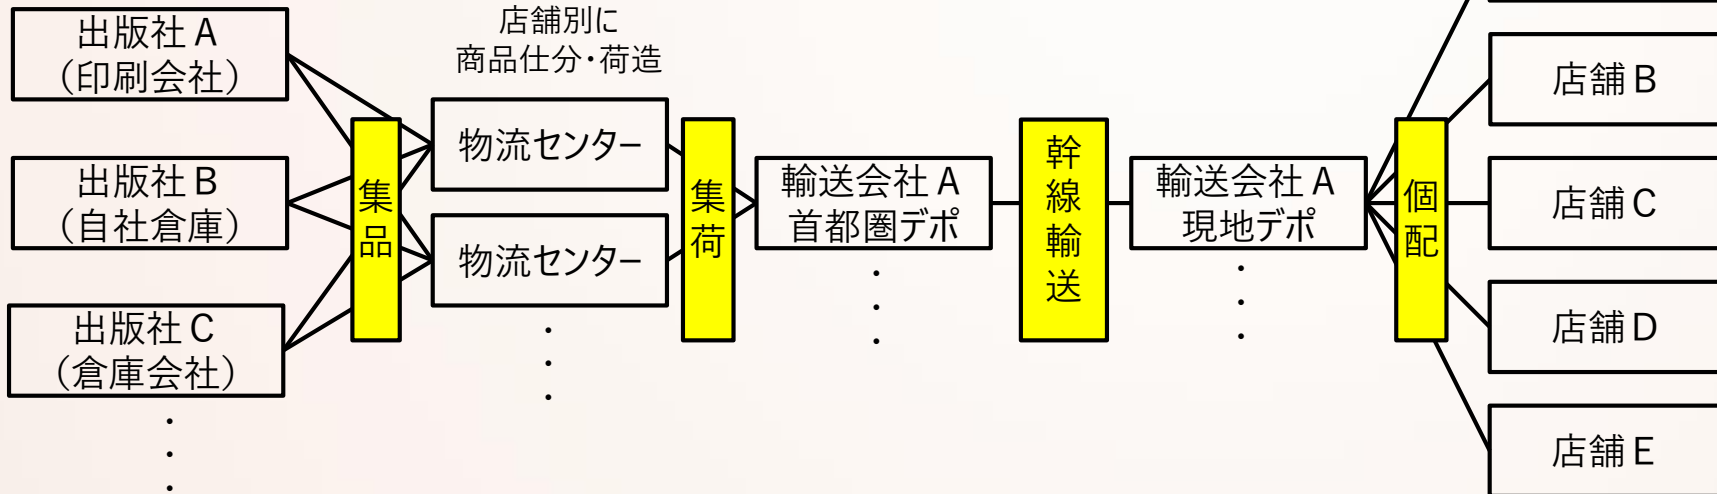 出版社A
（印刷会社）
出版社B
（自社倉庫）
出版社C
（倉庫会社）
・
・
・
集品
店舗別に
商品仕分・荷造
物流センター
物流センター
・
・
・
集荷
輸送会社A
首都圏デポ
・
・
・
幹線輸送
輸送会社A
現地デポ
・
・
・
個配
店舗B
店舗C
店舗D
店舗E